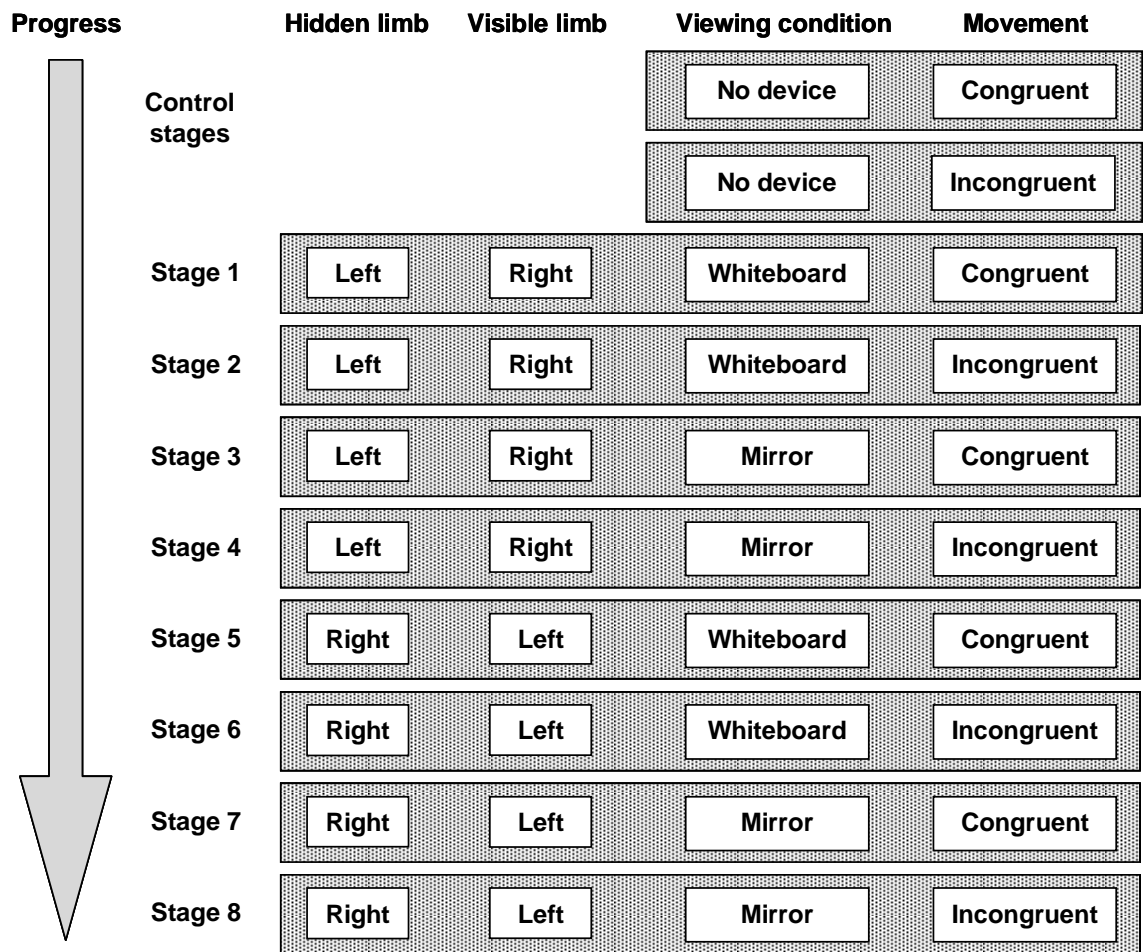 Progress Hidden limb Visible limb Viewing condition Movement
Control
stages
No device Congruent
No device Incongruent
Stage 1 Left Right Whiteboard Congruent
Stage 2 Left Right Whiteboard Incongruent
Stage 3 Left Right Mirror Congruent
Stage 4 Left Right Mirror Incongruent
Stage 5 Right Left Whiteboard Congruent
Stage 6 Right Left Whiteboard Incongruent
Stage 7 Right Left Mirror Congruent
Stage 8 Right Left Mirror Incongruent